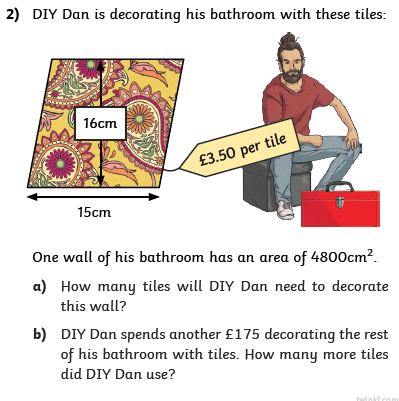 2) DIY Dan is decorating his bathroom with these tiles:
16cm
£3.50 per tile
15cm
One wall of his bathroom has an area of 4800cm².
a) How many tiles will DIY Dan need to decorate
this wall?
b) DIY Dan spends another £175 decorating the rest
of his bathroom with tiles. How many more tiles
did DIY Dan use?
twinkl.com